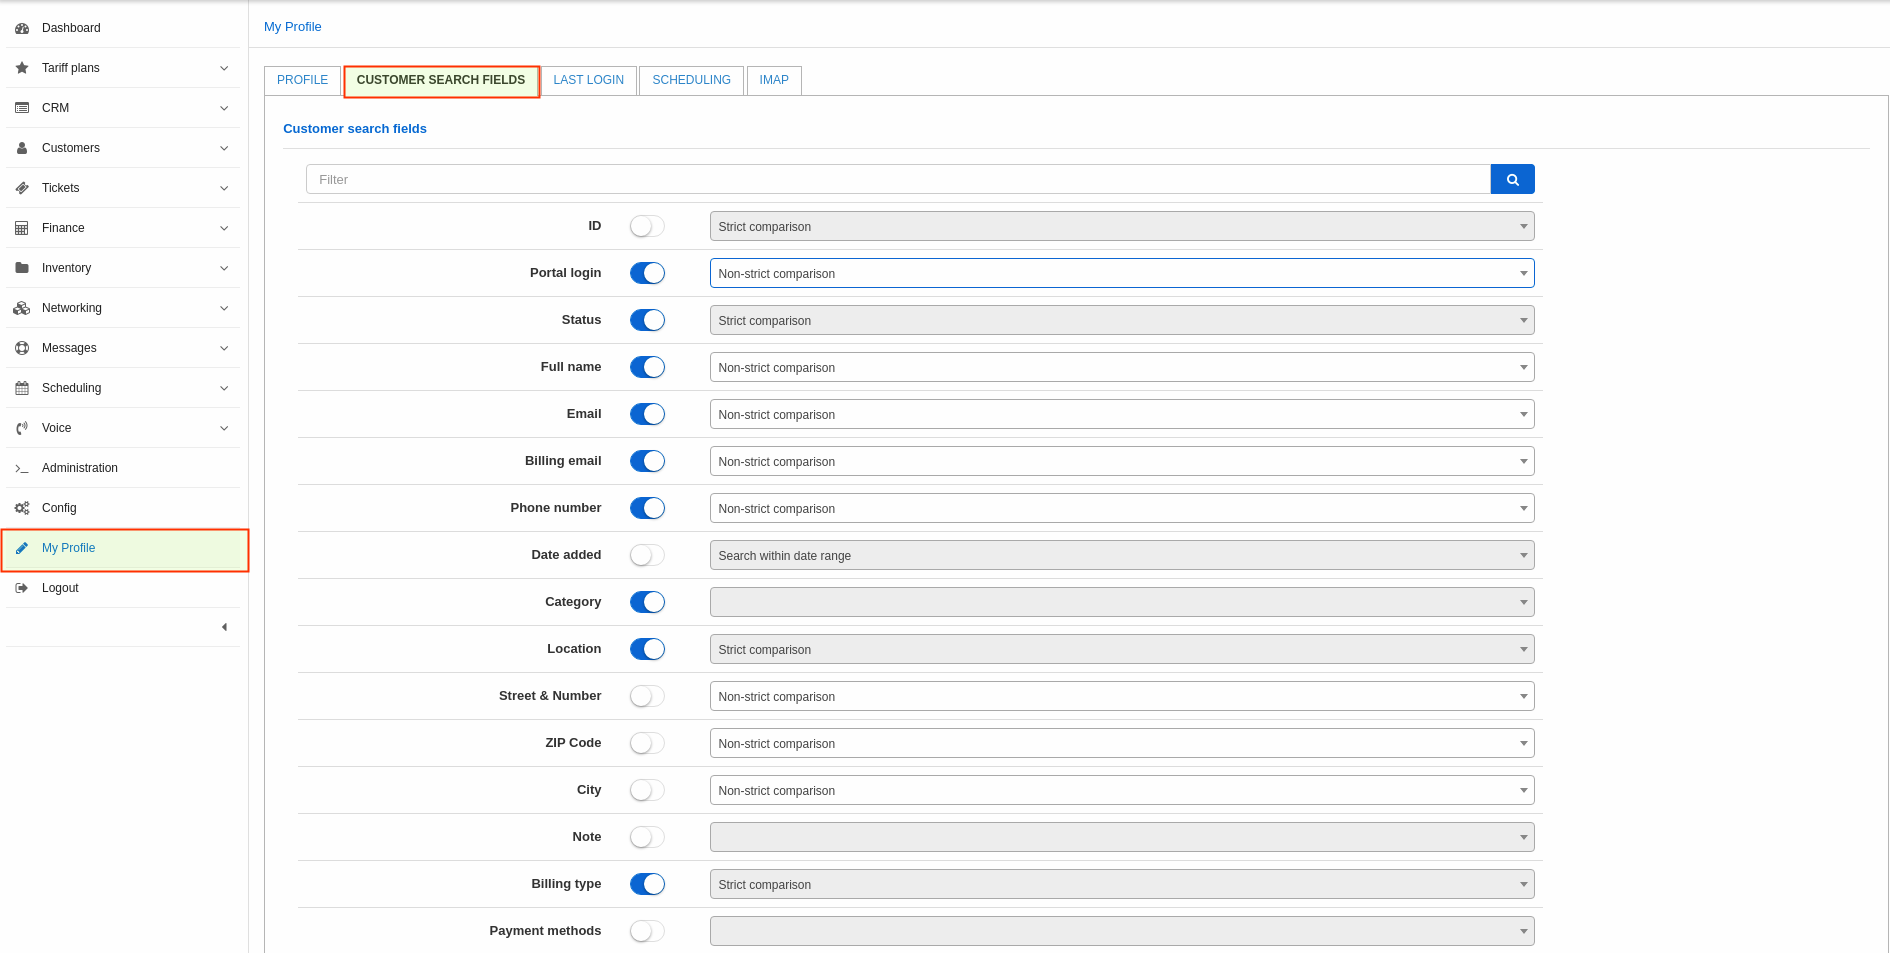 Dashboard
Tariff plans
CRM
Customers
Tickets
Finance
Inventory
Networking
Messages
Scheduling
Voice
Administration
Config
My Profile
Logout
My Profile
PROFILE CUSTOMER SEARCH FIELDS LAST LOGIN SCHEDULING IMAP
Customer search fields
Filter
ID Strict comparison
Portal login Non-strict comparison
Status Strict comparison
Full name Non-strict comparison
Email Non-strict comparison
Billing email Non-strict comparison
Phone number Non-strict comparison
Date added Search within date range
Category
Location Strict comparison
Street & Number Non-strict comparison
ZIP Code Non-strict comparison
City Non-strict comparison
Note
Billing type Strict comparison
Payment methods